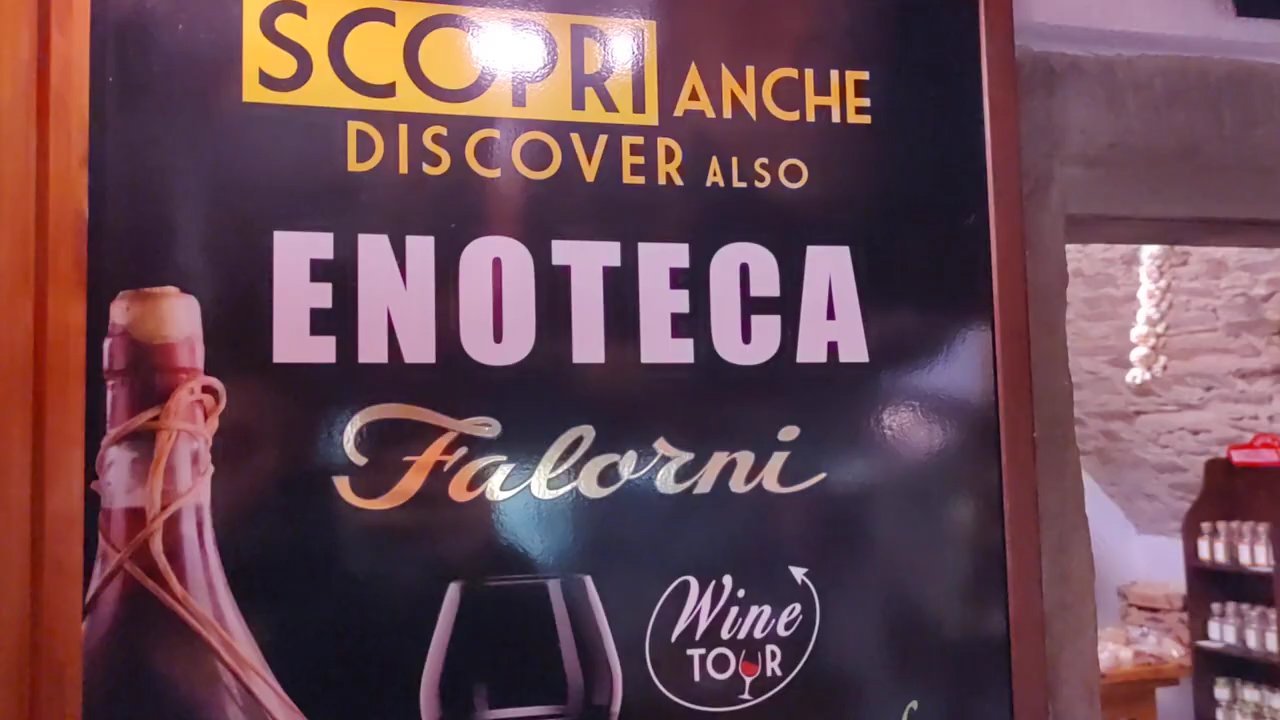 SCOPRI ANCHE
DISCOVER ALSO
ENOTECA
Falorni
Wine
TOUR